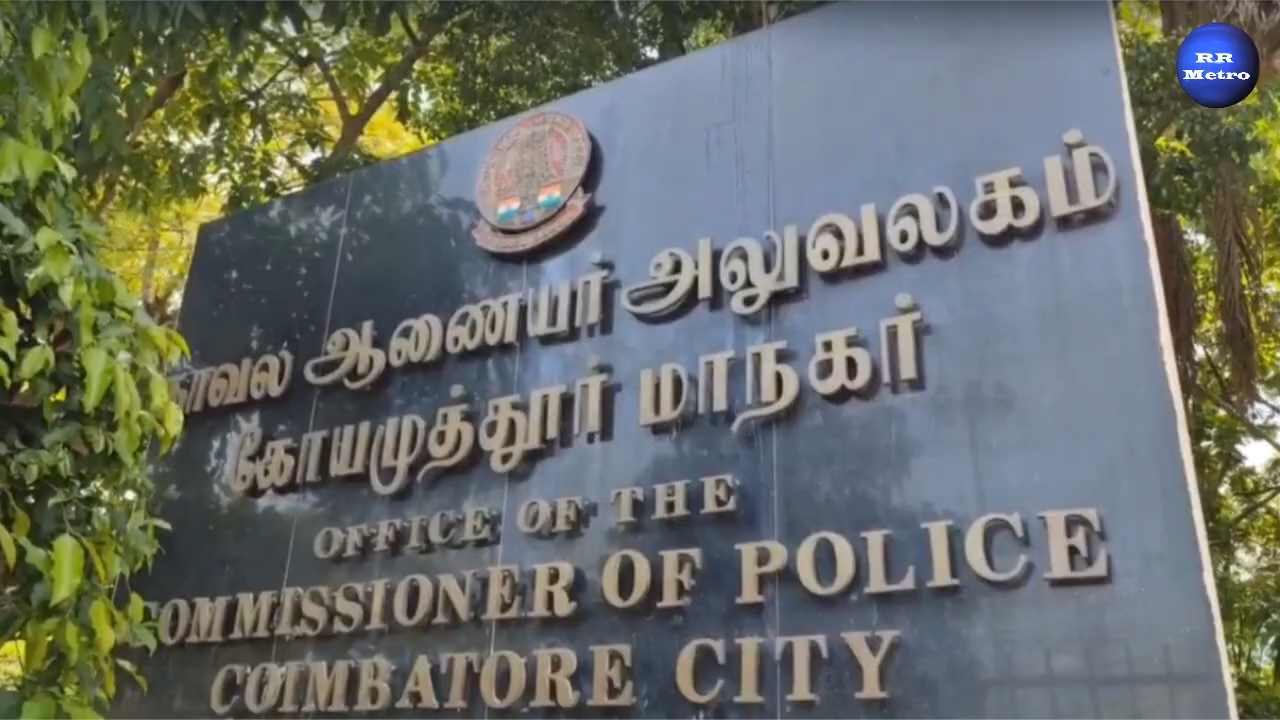 RR
Metro
காவல ஆணையர் அலுவலகம்
கோயமுத்தூர் மாநகர்
OFFICE OF THE
COMMISSIONER OF POLICE
COIMBATORE CITY